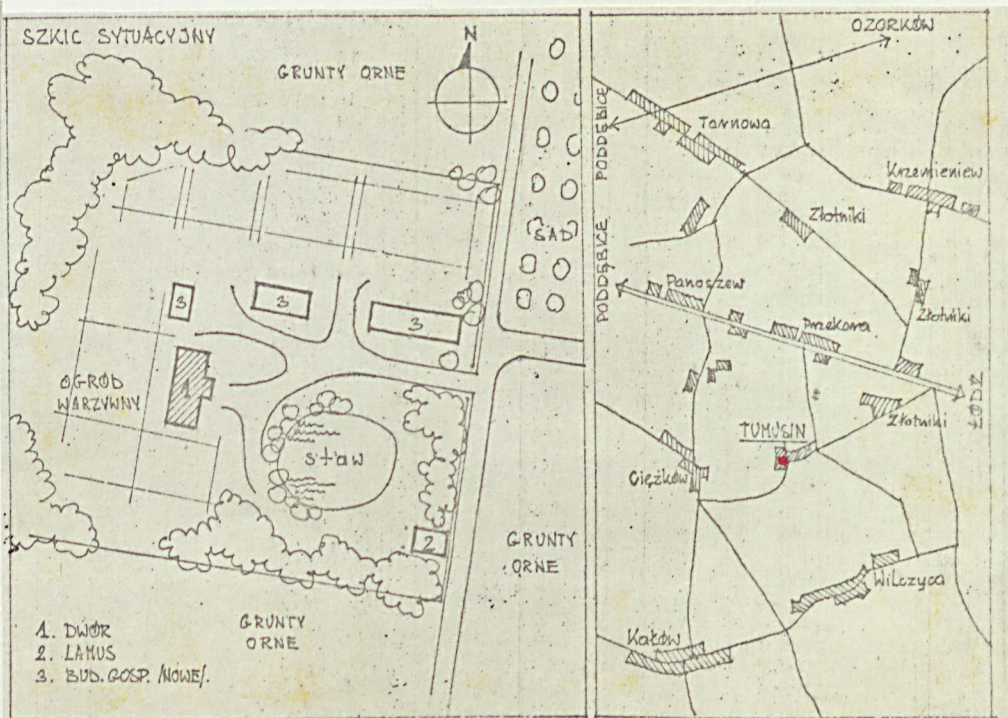 SZKIC SYTUACYJNY
GRUNTY ORNE
N
SAD
3
3
3
1
OGRÓD
WARZYWNY
staw
2
GRUNTY
ORNE
GRUNTY
ORNE
1. DWÓR
2. LAMUS
3. BUD. GOSP. /NOWE/.
OZORKÓW
PODDĘBICE
Tarnowa
Krzemieniew
Złotniki
PODDĘBICE
Panaszew
Przekora
Złotniki
ŁÓDŹ
Złotniki
TUMUSIN
Ciężków
Wilczyca
Kałów